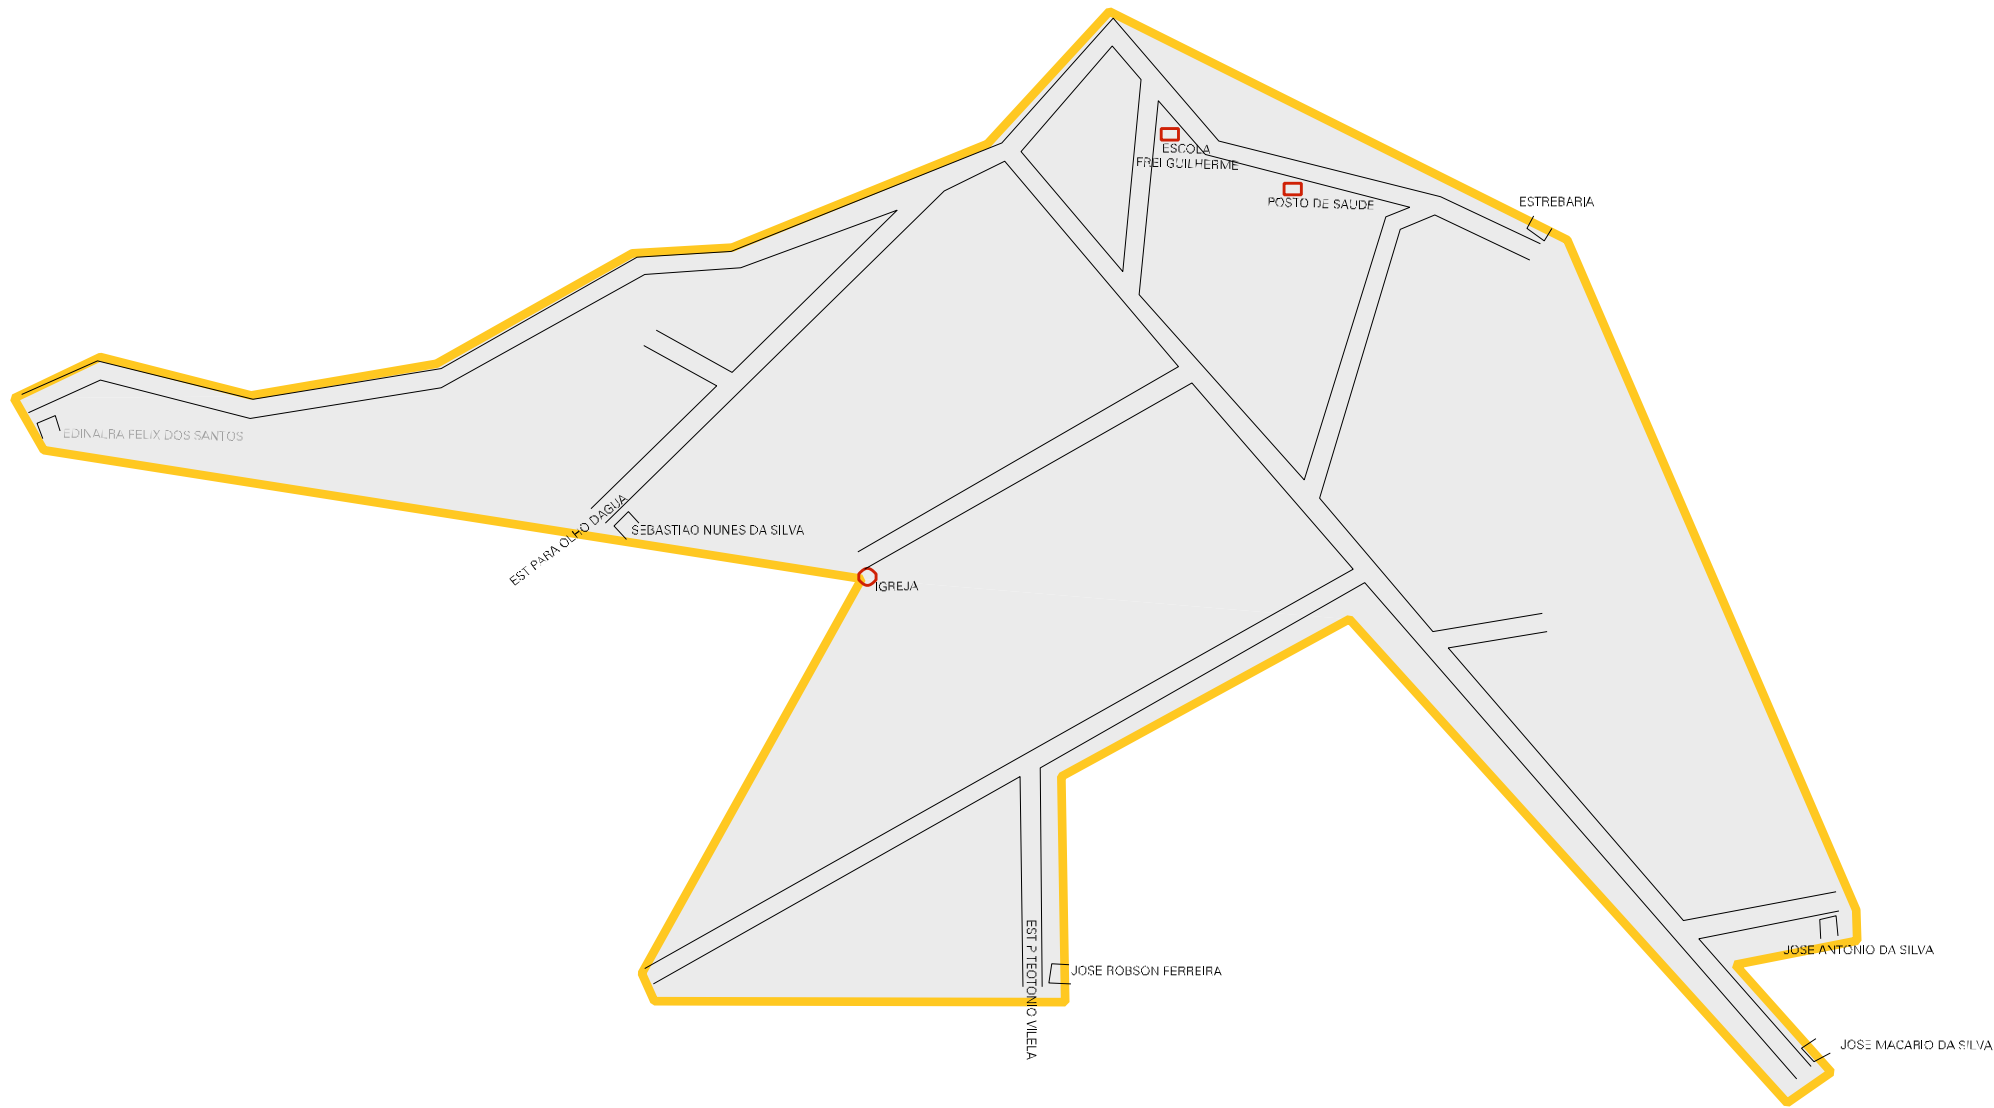 ESCOLA
FREI GUILHERME
POSTO DE SAUDE
ESTREBARIA
EDINALRA FELIX DOS SANTOS
EST PARA OLHO DAGUA
SEBASTIAO NUNES DA SILVA
IGREJA
EST P TEOTONIO VILELA
JOSE ROBSON FERREIRA
JOSE ANTONIO DA SILVA
JOSE MACARIO DA SILVA